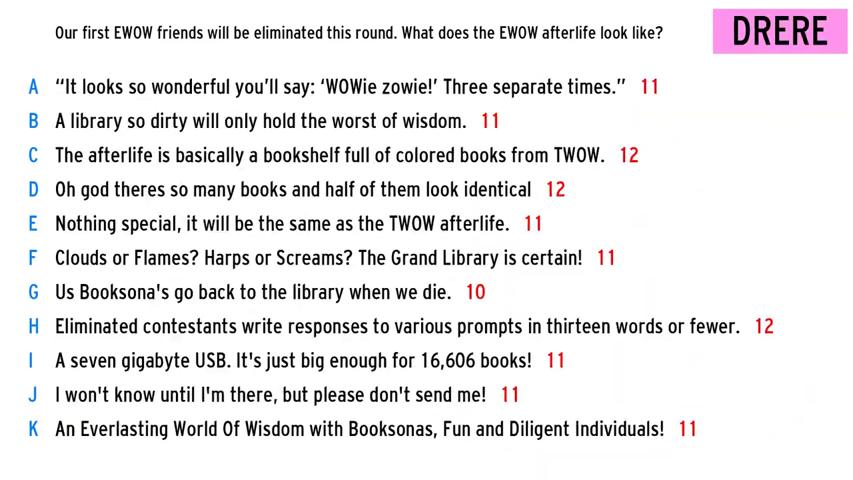 Our first EWOW friends will be eliminated this round. What does the EWOW afterlife look like?
DRERE
A “It looks so wonderful you’ll say: ‘WOWie zowie!’ Three separate times.” 11
B A library so dirty will only hold the worst of wisdom. 11
C The afterlife is basically a bookshelf full of colored books from TWOW. 12
D Oh god theres so many books and half of them look identical 12
E Nothing special, it will be the same as the TWOW afterlife. 11
F Clouds or Flames? Harps or Screams? The Grand Library is certain! 11
G Us Booksona's go back to the library when we die. 10
H Eliminated contestants write responses to various prompts in thirteen words or fewer. 12
I A seven gigabyte USB. It's just big enough for 16,606 books! 11
J I won't know until I'm there, but please don't send me! 11
K An Everlasting World Of Wisdom with Booksonas, Fun and Diligent Individuals! 11